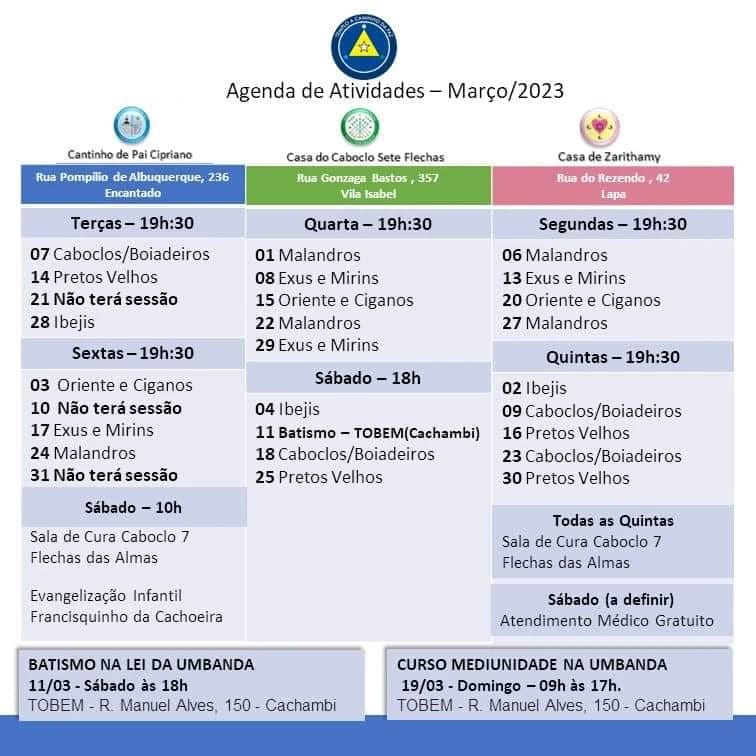 TEMPLO A CAMINHO DA PAZ
Agenda de Atividades – Março/2023
Cantinho de Pai Cipriano
Rua Pompílio de Albuquerque, 236
Encantado
Terças – 19h:30
07 Caboclos/Boiadeiros
14 Pretos Velhos
21 Não terá sessão
28 Ibejis
Sextas – 19h:30
03 Oriente e Ciganos
10 Não terá sessão
17 Exus e Mirins
24 Malandros
31 Não terá sessão
Sábado – 10h
Sala de Cura Caboclo 7
Flechas das Almas
Evangelização Infantil
Francisquinho da Cachoeira
Casa do Caboclo Sete Flechas
Rua Gonzaga Bastos , 357
Vila Isabel
Quarta – 19h:30
01 Malandros
08 Exus e Mirins
15 Oriente e Ciganos
22 Malandros
29 Exus e Mirins
Sábado – 18h
04 Ibejis
11 Batismo – TOBEM(Cachambi)
18 Caboclos/Boiadeiros
25 Pretos Velhos
Casa de Zarithamy
Rua do Rezendo , 42
Lapa
Segundas – 19h:30
06 Malandros
13 Exus e Mirins
20 Oriente e Ciganos
27 Malandros
Quintas – 19h:30
02 Ibejis
09 Caboclos/Boiadeiros
16 Pretos Velhos
23 Caboclos/Boiadeiros
30 Pretos Velhos
Todas as Quintas
Sala de Cura Caboclo 7
Flechas das Almas
Sábado (a definir)
Atendimento Médico Gratuito
BATISMO NA LEI DA UMBANDA
11/03 - Sábado às 18h
TOBEM - R. Manuel Alves, 150 - Cachambi
CURSO MEDIUNIDADE NA UMBANDA
19/03 - Domingo – 09h às 17h.
TOBEM - R. Manuel Alves, 150 - Cachambi